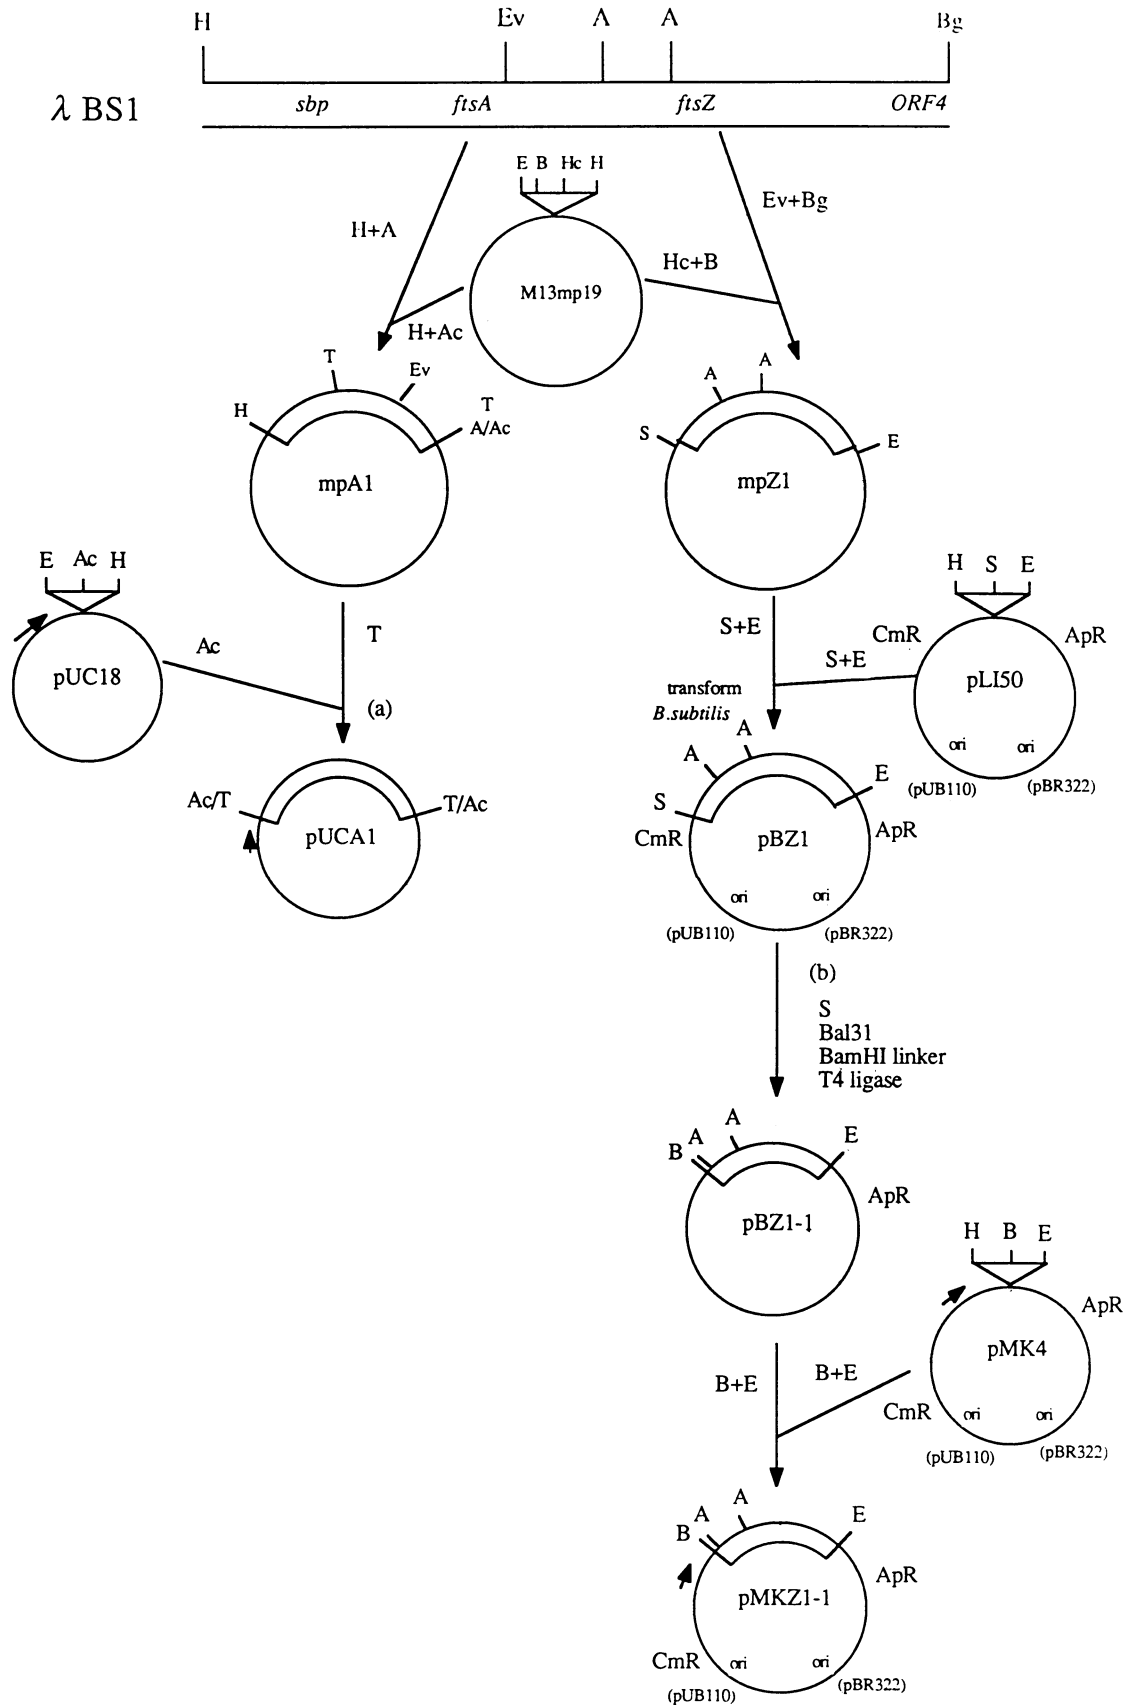 H Ev A A Bg
λ BS1
sbp ftsA ftsZ ORF4
E B Hc H
H+A
Ev+Bg
M13mp19
Hc+B
H+Ac
T
Ev
H
T
A/Ac
mpA1
A A
S
E
mpZ1
E Ac H
pUC18
Ac
T
(a)
H S E
CmR
ApR
pLI50
ori ori
(pUB110) (pBR322)
S+E
S+E
transform
B.subtilis
Ac/T
T/Ac
pUCA1
A A
S
E
CmR
ApR
pBZ1
ori ori
(pUB110) (pBR322)
(b)
S
Bal31
BamHI linker
T4 ligase
B A A
E
ApR
pBZ1-1
H B E
ApR
pMK4
CmR
ori ori
(pUB110) (pBR322)
B+E
B+E
B A A
E
ApR
pMKZ1-1
CmR
ori ori
(pUB110) (pBR322)